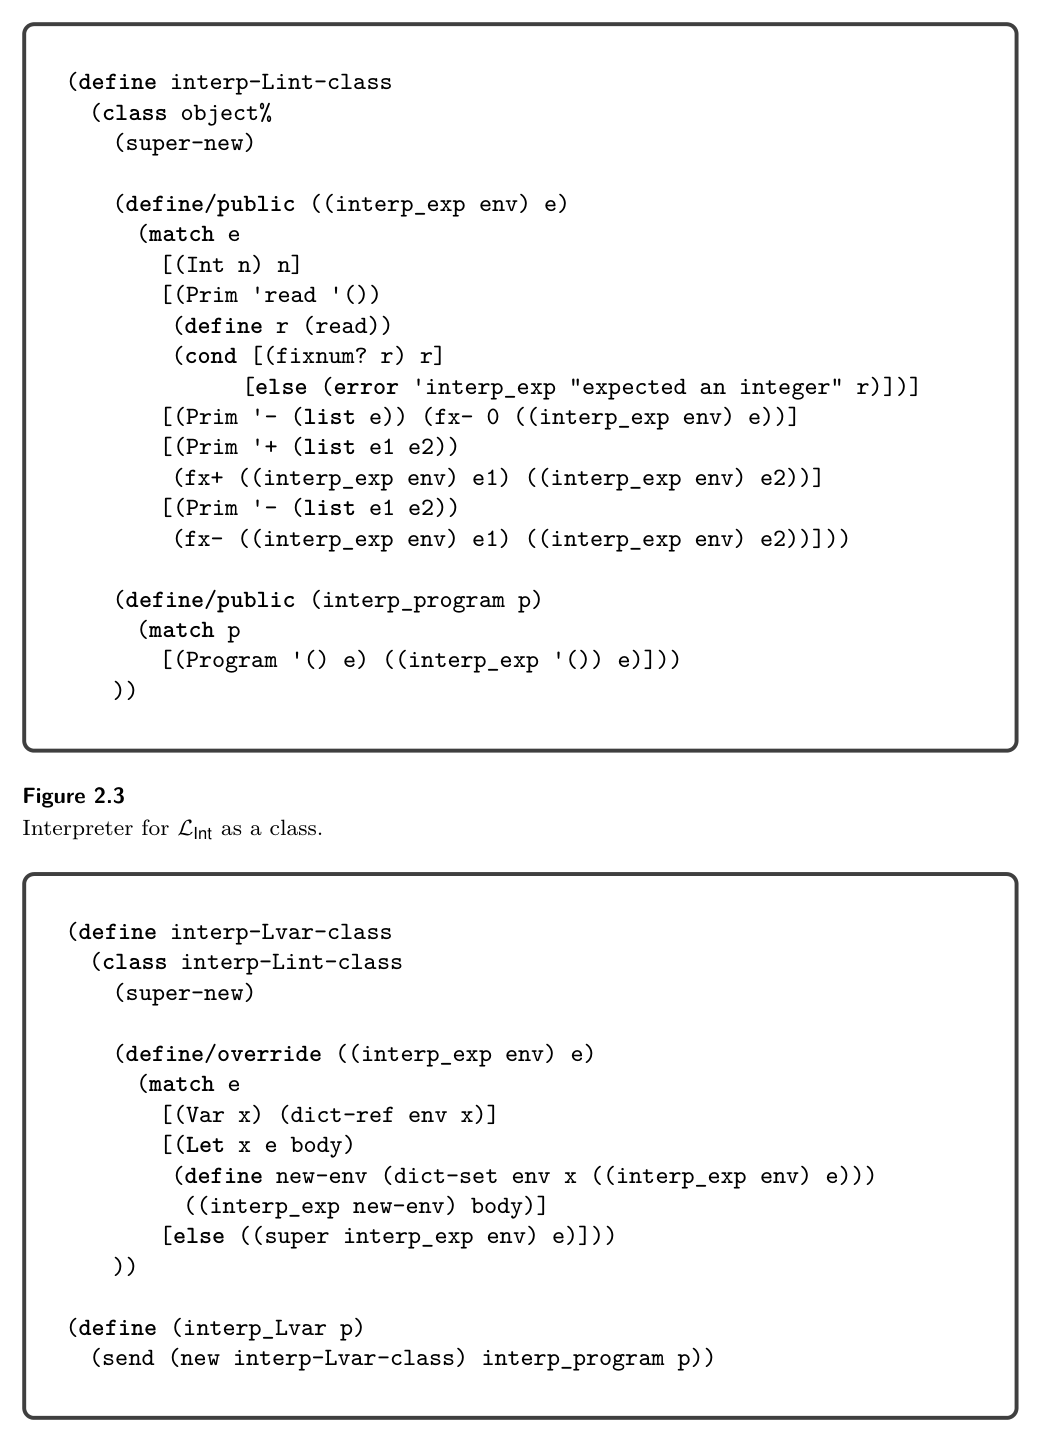 (define interp-Lint-class
(class object%
(super-new)
(define/public ((interp_exp env) e)
(match e
[(Int n) n]
[(Prim 'read '())
(define r (read))
(cond [(fixnum? r) r]
[else (error 'interp_exp "expected an integer" r)])]
[(Prim '- (list e)) (fx- 0 ((interp_exp env) e))]
[(Prim '+ (list e1 e2))
(fx+ ((interp_exp env) e1) ((interp_exp env) e2))]
[(Prim '- (list e1 e2))
(fx- ((interp_exp env) e1) ((interp_exp env) e2))]))
(define/public (interp_program p)
(match p
[(Program '() e) ((interp_exp '()) e)]))
))
Figure 2.3
Interpreter for ℒInt as a class.
(define interp-Lvar-class
(class interp-Lint-class
(super-new)
(define/override ((interp_exp env) e)
(match e
[(Var x) (dict-ref env x)]
[(Let x e body)
(define new-env (dict-set env x ((interp_exp env) e)))
((interp_exp new-env) body)]
[else ((super interp_exp env) e)]))
))
(define (interp_Lvar p)
(send (new interp-Lvar-class) interp_program p))